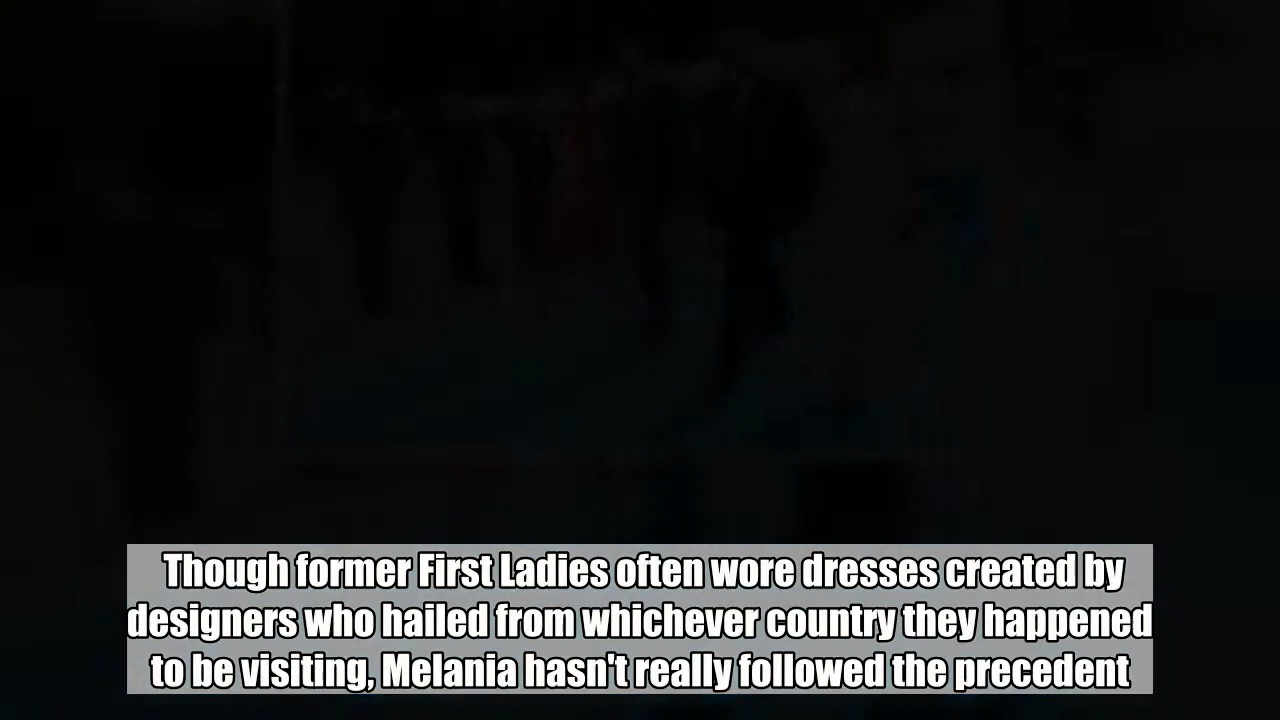 Though former First Ladies often wore dresses created by
designers who hailed from whichever country they happened
to be visiting, Melania hasn't really followed the precedent